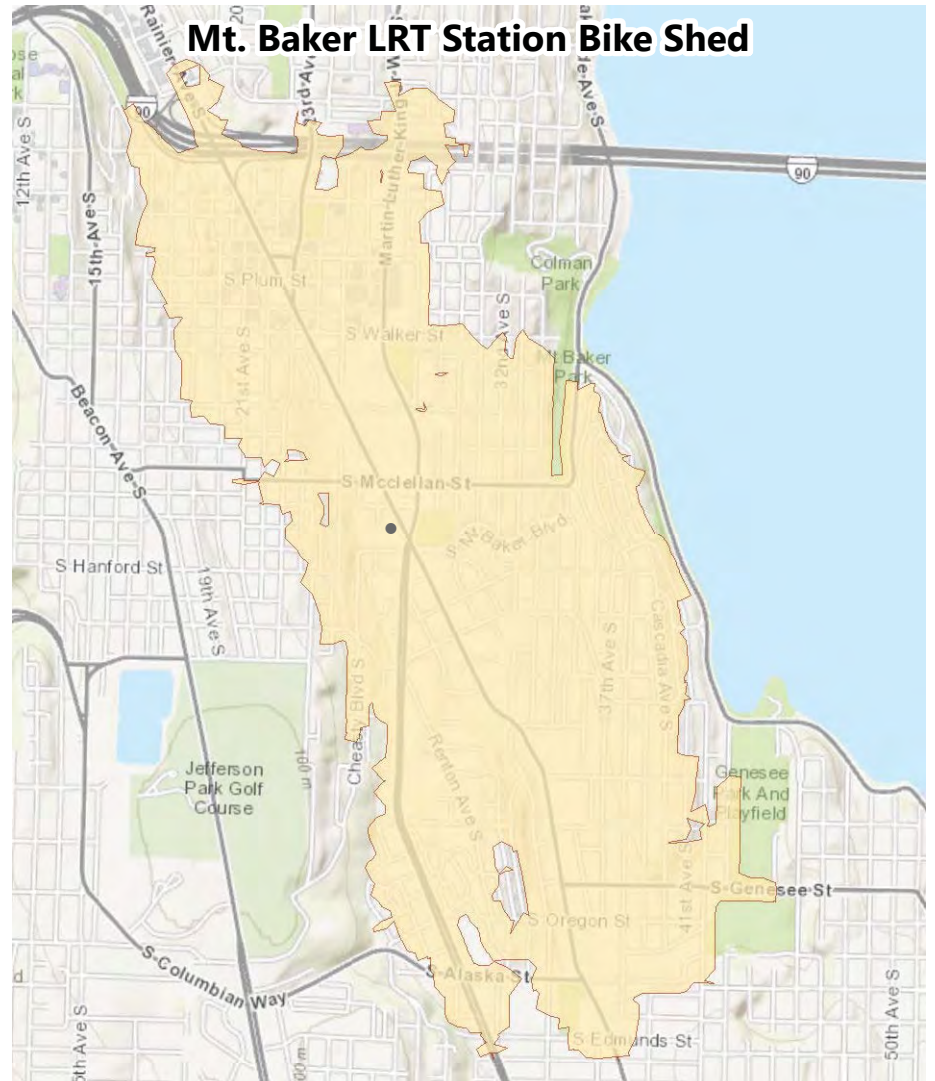 Mt. Baker LRT Station Bike Shed
Rainier Ave S
23rd Ave
Martin Luther King
90
12th Ave S
15th Ave S
90
Colman
Park
S Plum St
S Walker St
21st Ave S
32nd Ave S
Mt Baker
Park
Beacon Ave S
S Mcclellan St
S Mt Baker Blvd
S Hanford St
19th Ave S
37th Ave S
Cascadia Ave S
Cheasty Blvd S
100 m
Renton Ave S
Jefferson
Park Golf
Course
Genesee
Park And
Playfield
41st Ave S
S Genesee St
S Oregon St
S Columbian Way
S Alaska St
S Edmunds St
50th Ave S